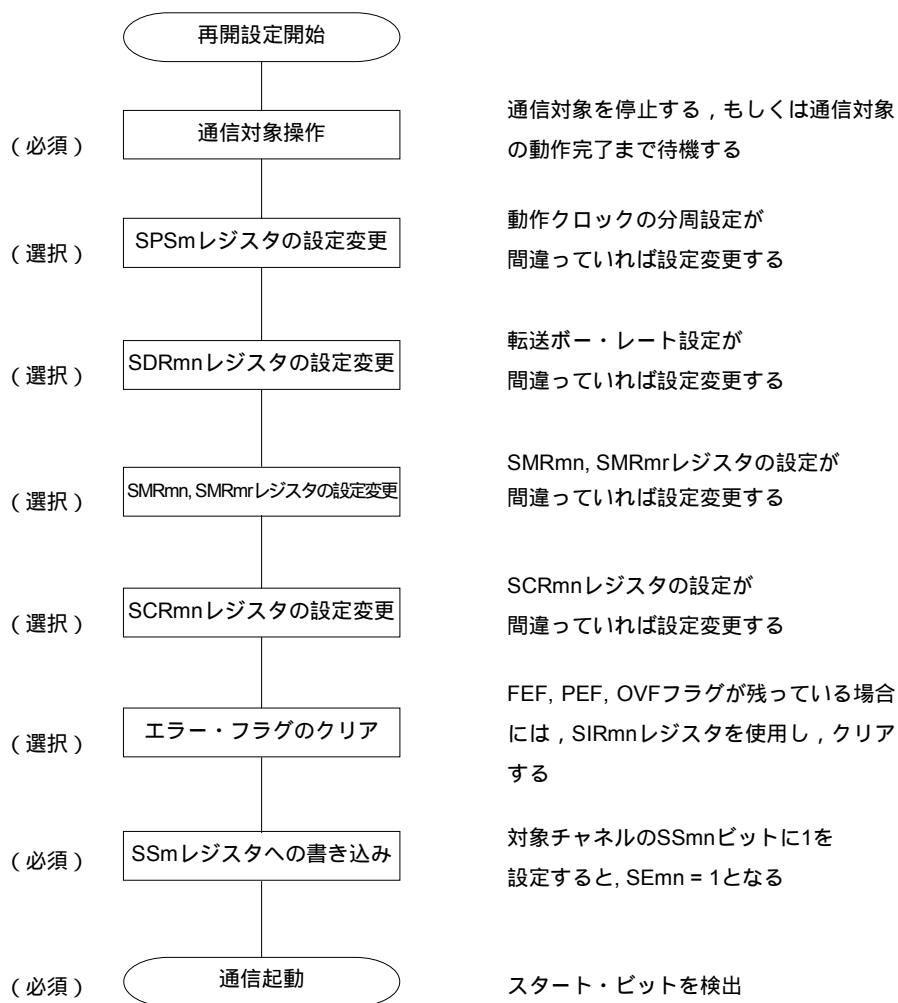 再開設定開始
(必須)
通信対象操作
通信対象を停止する,もしくは通信対象
の動作完了まで待機する
(選択)
SPSmレジスタの設定変更
動作クロックの分周設定が
間違っていれば設定変更する
(選択)
SDRmnレジスタの設定変更
転送ボー・レート設定が
間違っていれば設定変更する
(選択)
SMRmn, SMRmrレジスタの設定変更
SMRmn, SMRmrレジスタの設定が
間違っていれば設定変更する
(選択)
SCRmnレジスタの設定変更
SCRmnレジスタの設定が
間違っていれば設定変更する
(選択)
エラー・フラグのクリア
FEF, PEF, OVFフラグが残っている場合
には,SIRmnレジスタを使用し,クリア
する
(必須)
SSmレジスタへの書き込み
対象チャネルのSSmnビットに1を
設定すると, SEmn = 1となる
(必須)
通信起動
スタート・ビットを検出